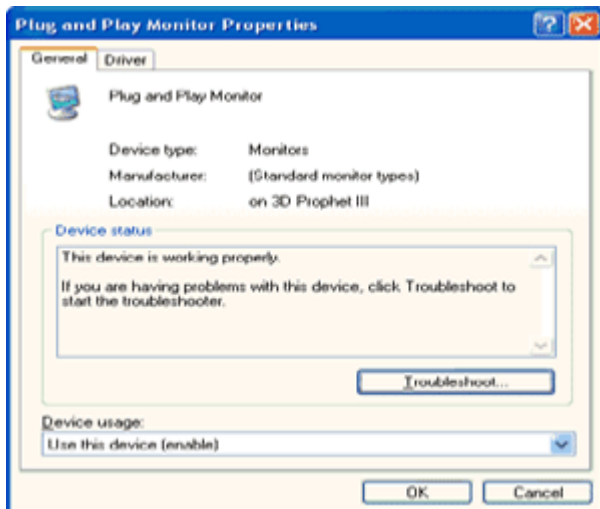 Plug and Play Monitor Properties
General Driver
Plug and Play Monitor
Device type: Monitors
Manufacturer: (Standard monitor types)
Location: on 3D Prophet III
Device status
This device is working properly.
If you are having problems with this device, click Troubleshoot to
start the troubleshooter.
Troubleshoot...
Device usage:
Use this device (enable)
OK Cancel